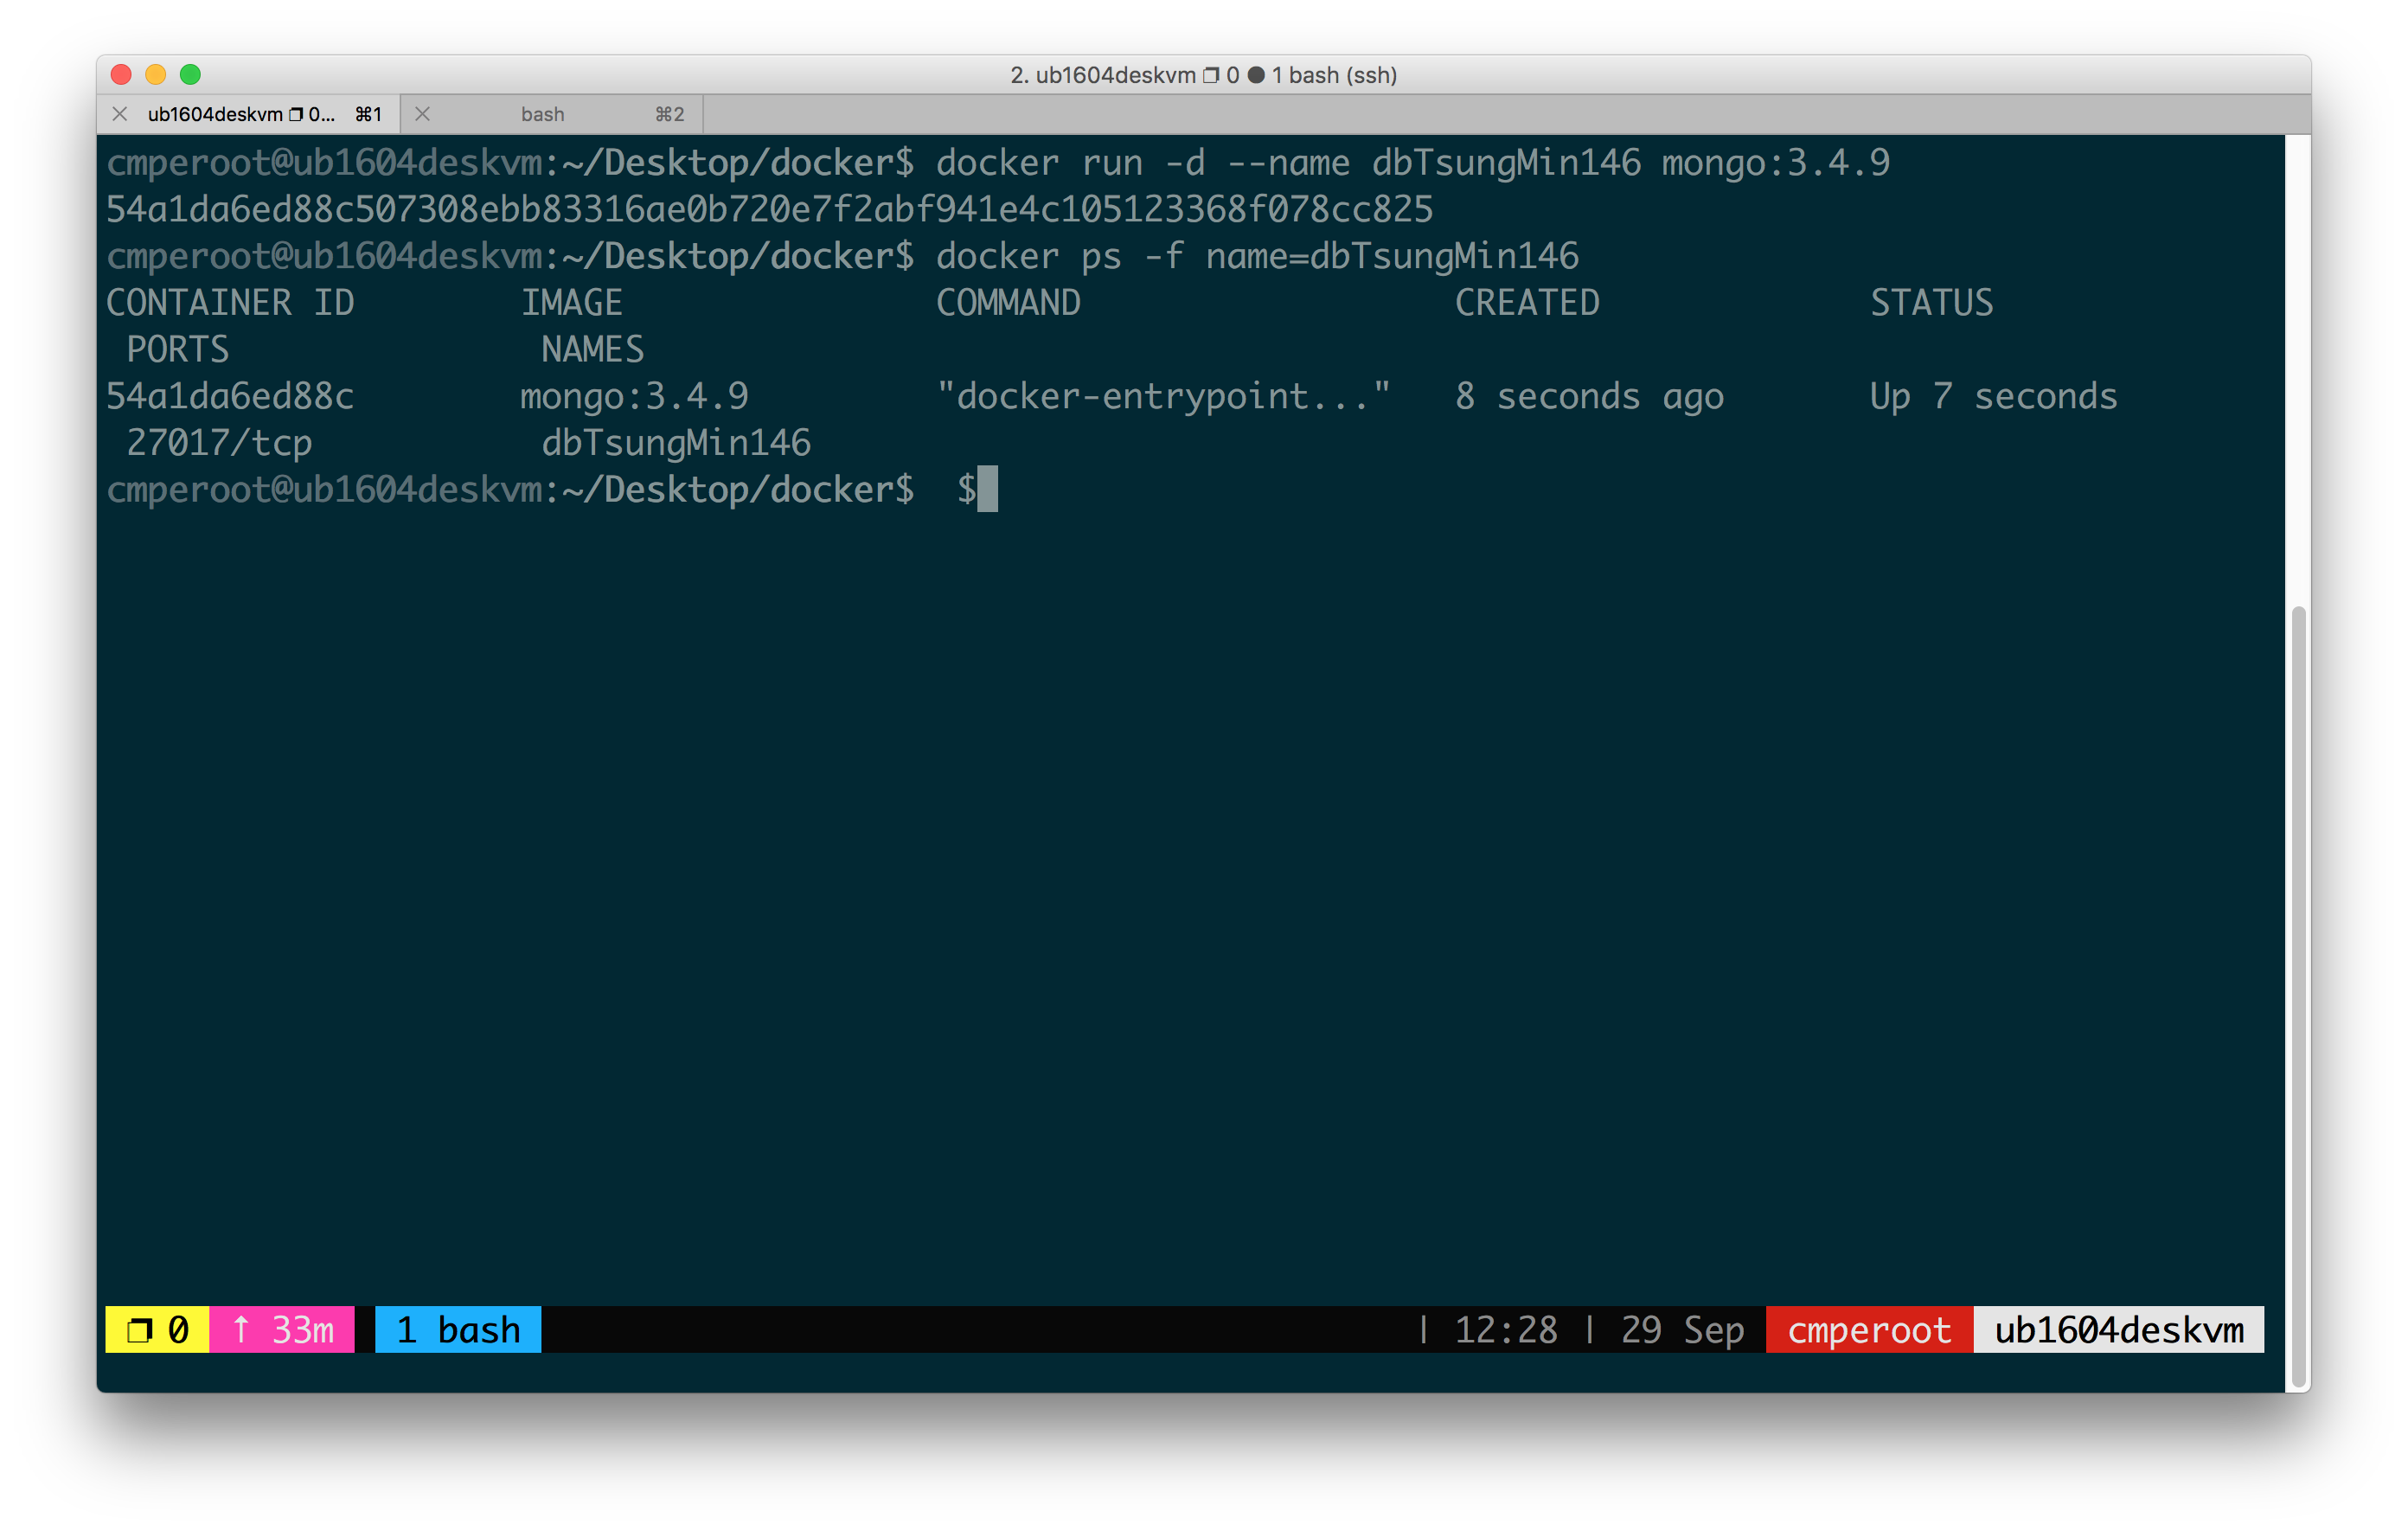 2. ub1604deskvm 0 ● 1 bash (ssh)
ub1604deskvm 0... ⌘1 bash ⌘2
cmperoot@ub1604deskvm:~/Desktop/docker$ docker run -d --name dbTsungMin146 mongo:3.4.9
54a1da6ed88c507308ebb83316ae0b720e7f2abf941e4c105123368f078cc825
cmperoot@ub1604deskvm:~/Desktop/docker$ docker ps -f name=dbTsungMin146
CONTAINER ID        IMAGE               COMMAND                  CREATED             STATUS
 PORTS               NAMES
54a1da6ed88c        mongo:3.4.9         "docker-entrypoint..."   8 seconds ago       Up 7 seconds
 27017/tcp           dbTsungMin146
cmperoot@ub1604deskvm:~/Desktop/docker$  $
❐ 0 ↑ 33m 1 bash | 12:28 | 29 Sep cmperoot ub1604deskvm